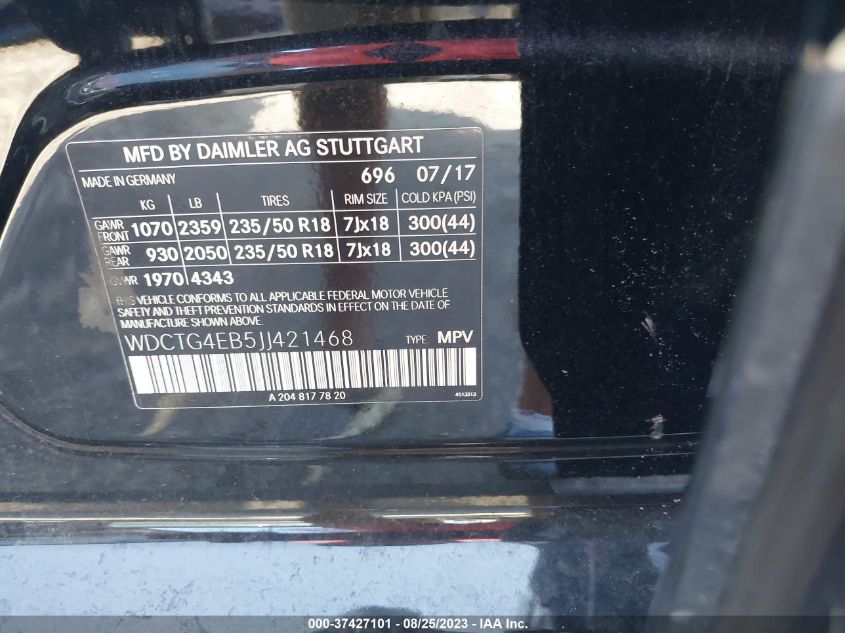 MFD BY DAIMLER AG STUTTGART
MADE IN GERMANY 696 07/17
KG LB TIRES RIM SIZE COLD KPA (PSI)
GAWR FRONT 1070 2359 235/50 R18 7Jx18 300(44)
GAWR REAR 930 2050 235/50 R18 7Jx18 300(44)
GVWR 1970 4343
THIS VEHICLE CONFORMS TO ALL APPLICABLE FEDERAL MOTOR VEHICLE
SAFETY AND THEFT PREVENTION STANDARDS IN EFFECT ON THE DATE OF
MANUFACTURE SHOWN ABOVE.
WDCTG4EB5JJ421468 TYPE: MPV
A 204 817 78 20 4513313
000-37427101 - 08/25/2023 - IAA Inc.